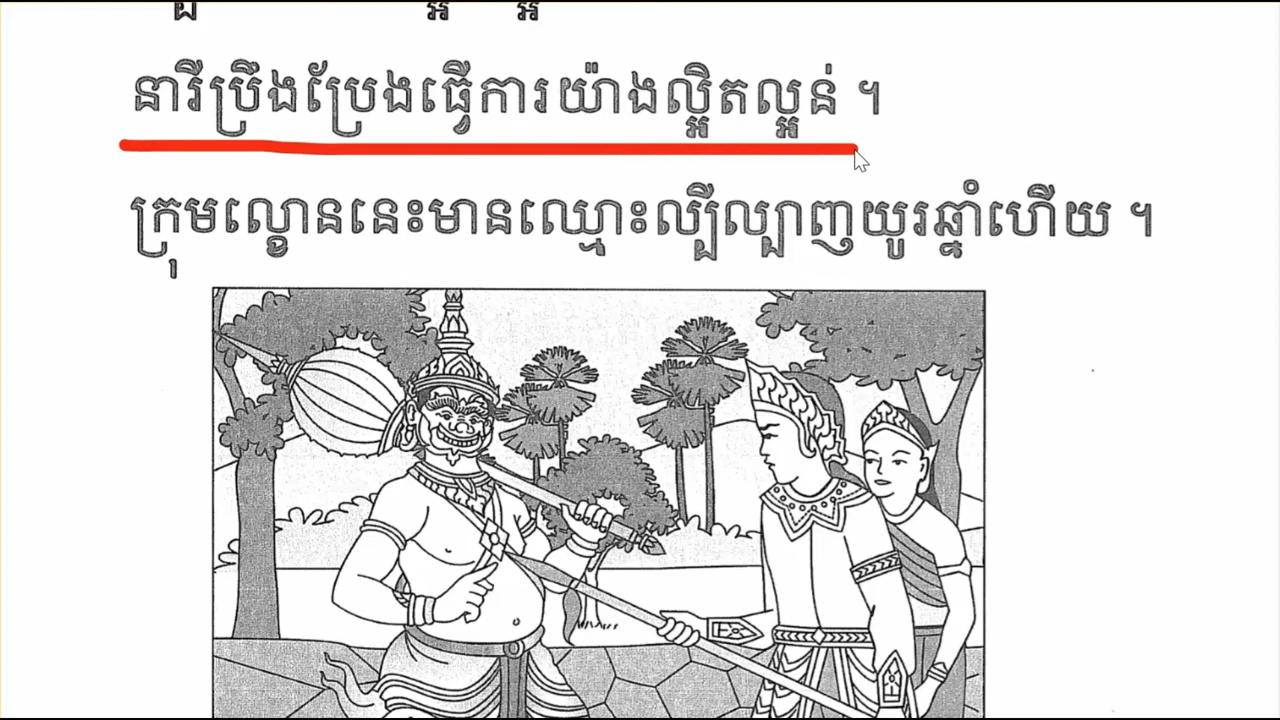 នារីប្រឹងប្រែងធ្វើការយ៉ាងល្អិតល្អន់ ។
ក្រុមល្ខោននេះមានឈ្មោះល្បីល្បាញយូរឆ្នាំហើយ ។